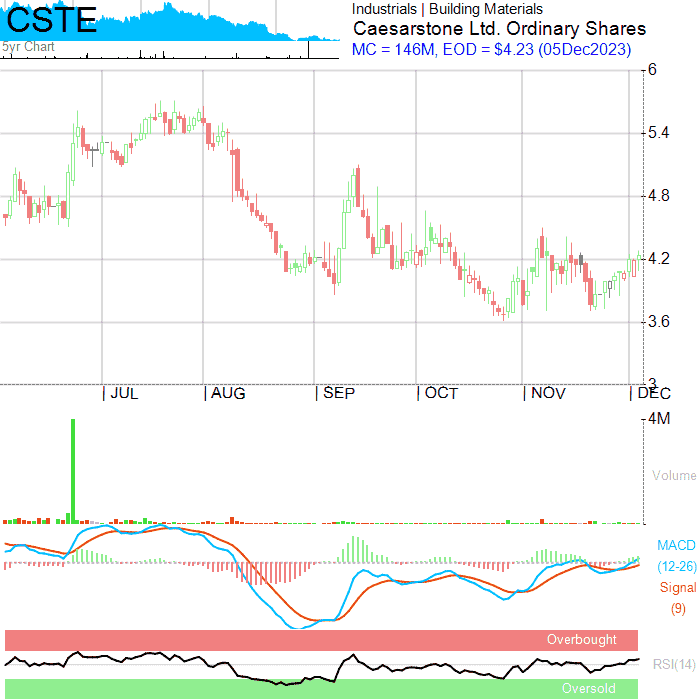 CSTE
5yr Chart
Industrials | Building Materials
Caesarstone Ltd. Ordinary Shares
MC = 146M, EOD = $4.23 (05Dec2023)
6
5.4
4.8
4.2
3.6
3
| JUL | AUG | SEP | OCT | NOV | DEC
4M
Volume
MACD
(12-26)
Signal
(9)
Overbought
RSI(14)
Oversold